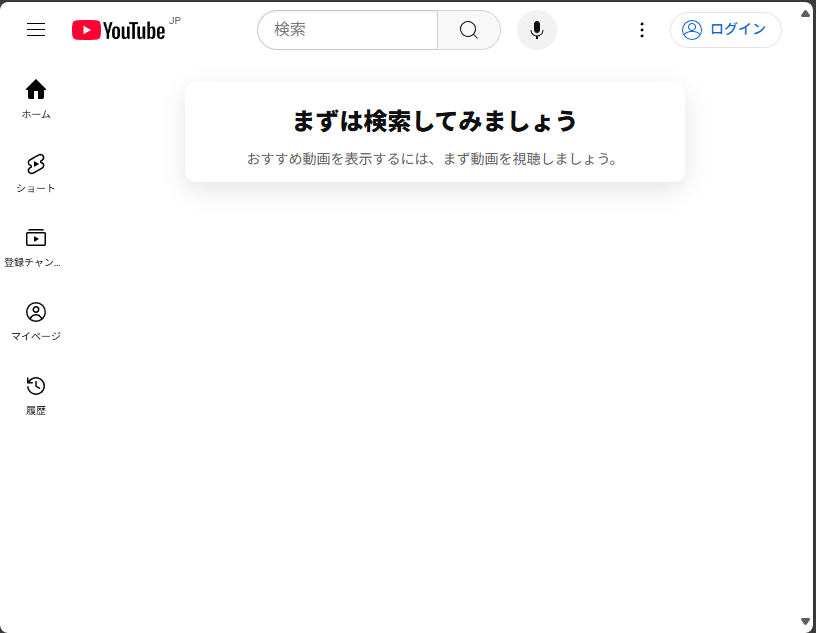 YouTube JP
検索
ログイン
ホーム
ショート
登録チャン...
マイページ
履歴
まずは検索してみましょう
おすすめ動画を表示するには、まず動画を視聴しましょう。